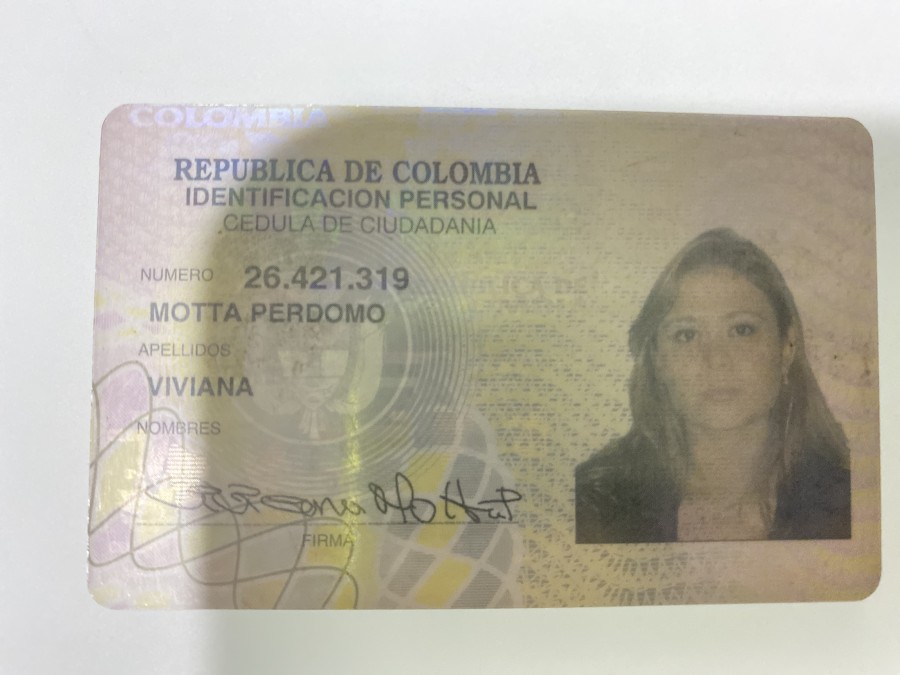 COLOMBIA
REPUBLICA DE COLOMBIA
IDENTIFICACION PERSONAL
CEDULA DE CIUDADANIA
NUMERO 26.421.319
MOTTA PERDOMO
APELLIDOS
VIVIANA
NOMBRES
FIRMA